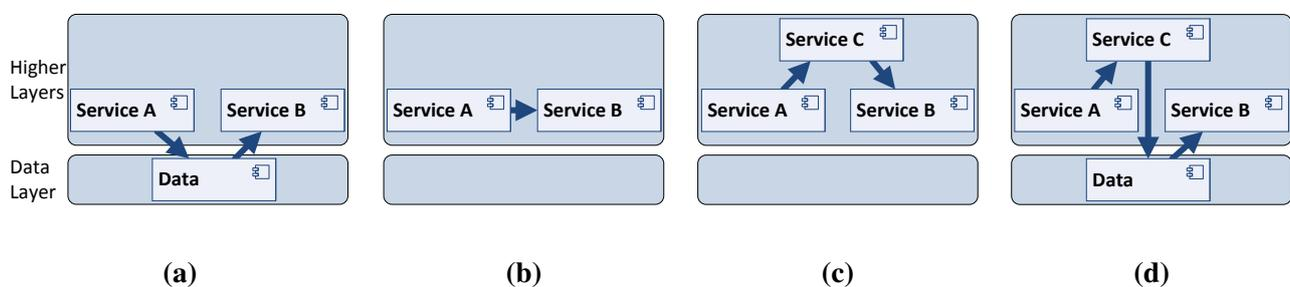 Higher
Layers
Service A
Service B
Data
Layer
Data
(a)
Service A
Service B
(b)
Service C
Service A
Service B
(c)
Service C
Service A
Service B
Data
(d)